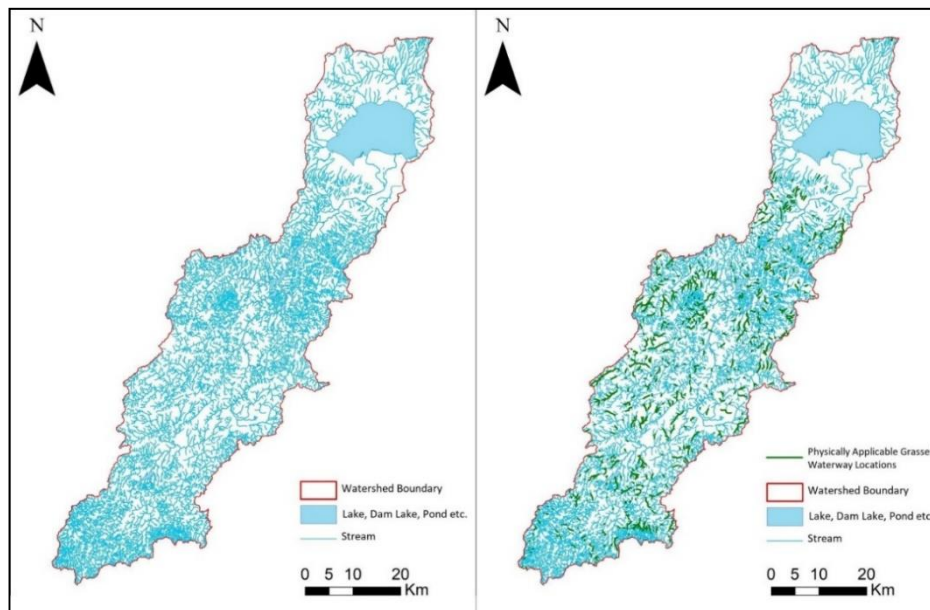 N
Watershed Boundary
Lake, Dam Lake, Pond etc.
Stream
0 5 10 20
Km
N
Physically Applicable Grasse
Waterway Locations
Watershed Boundary
Lake, Dam Lake, Pond etc.
Stream
0 5 10 20
Km